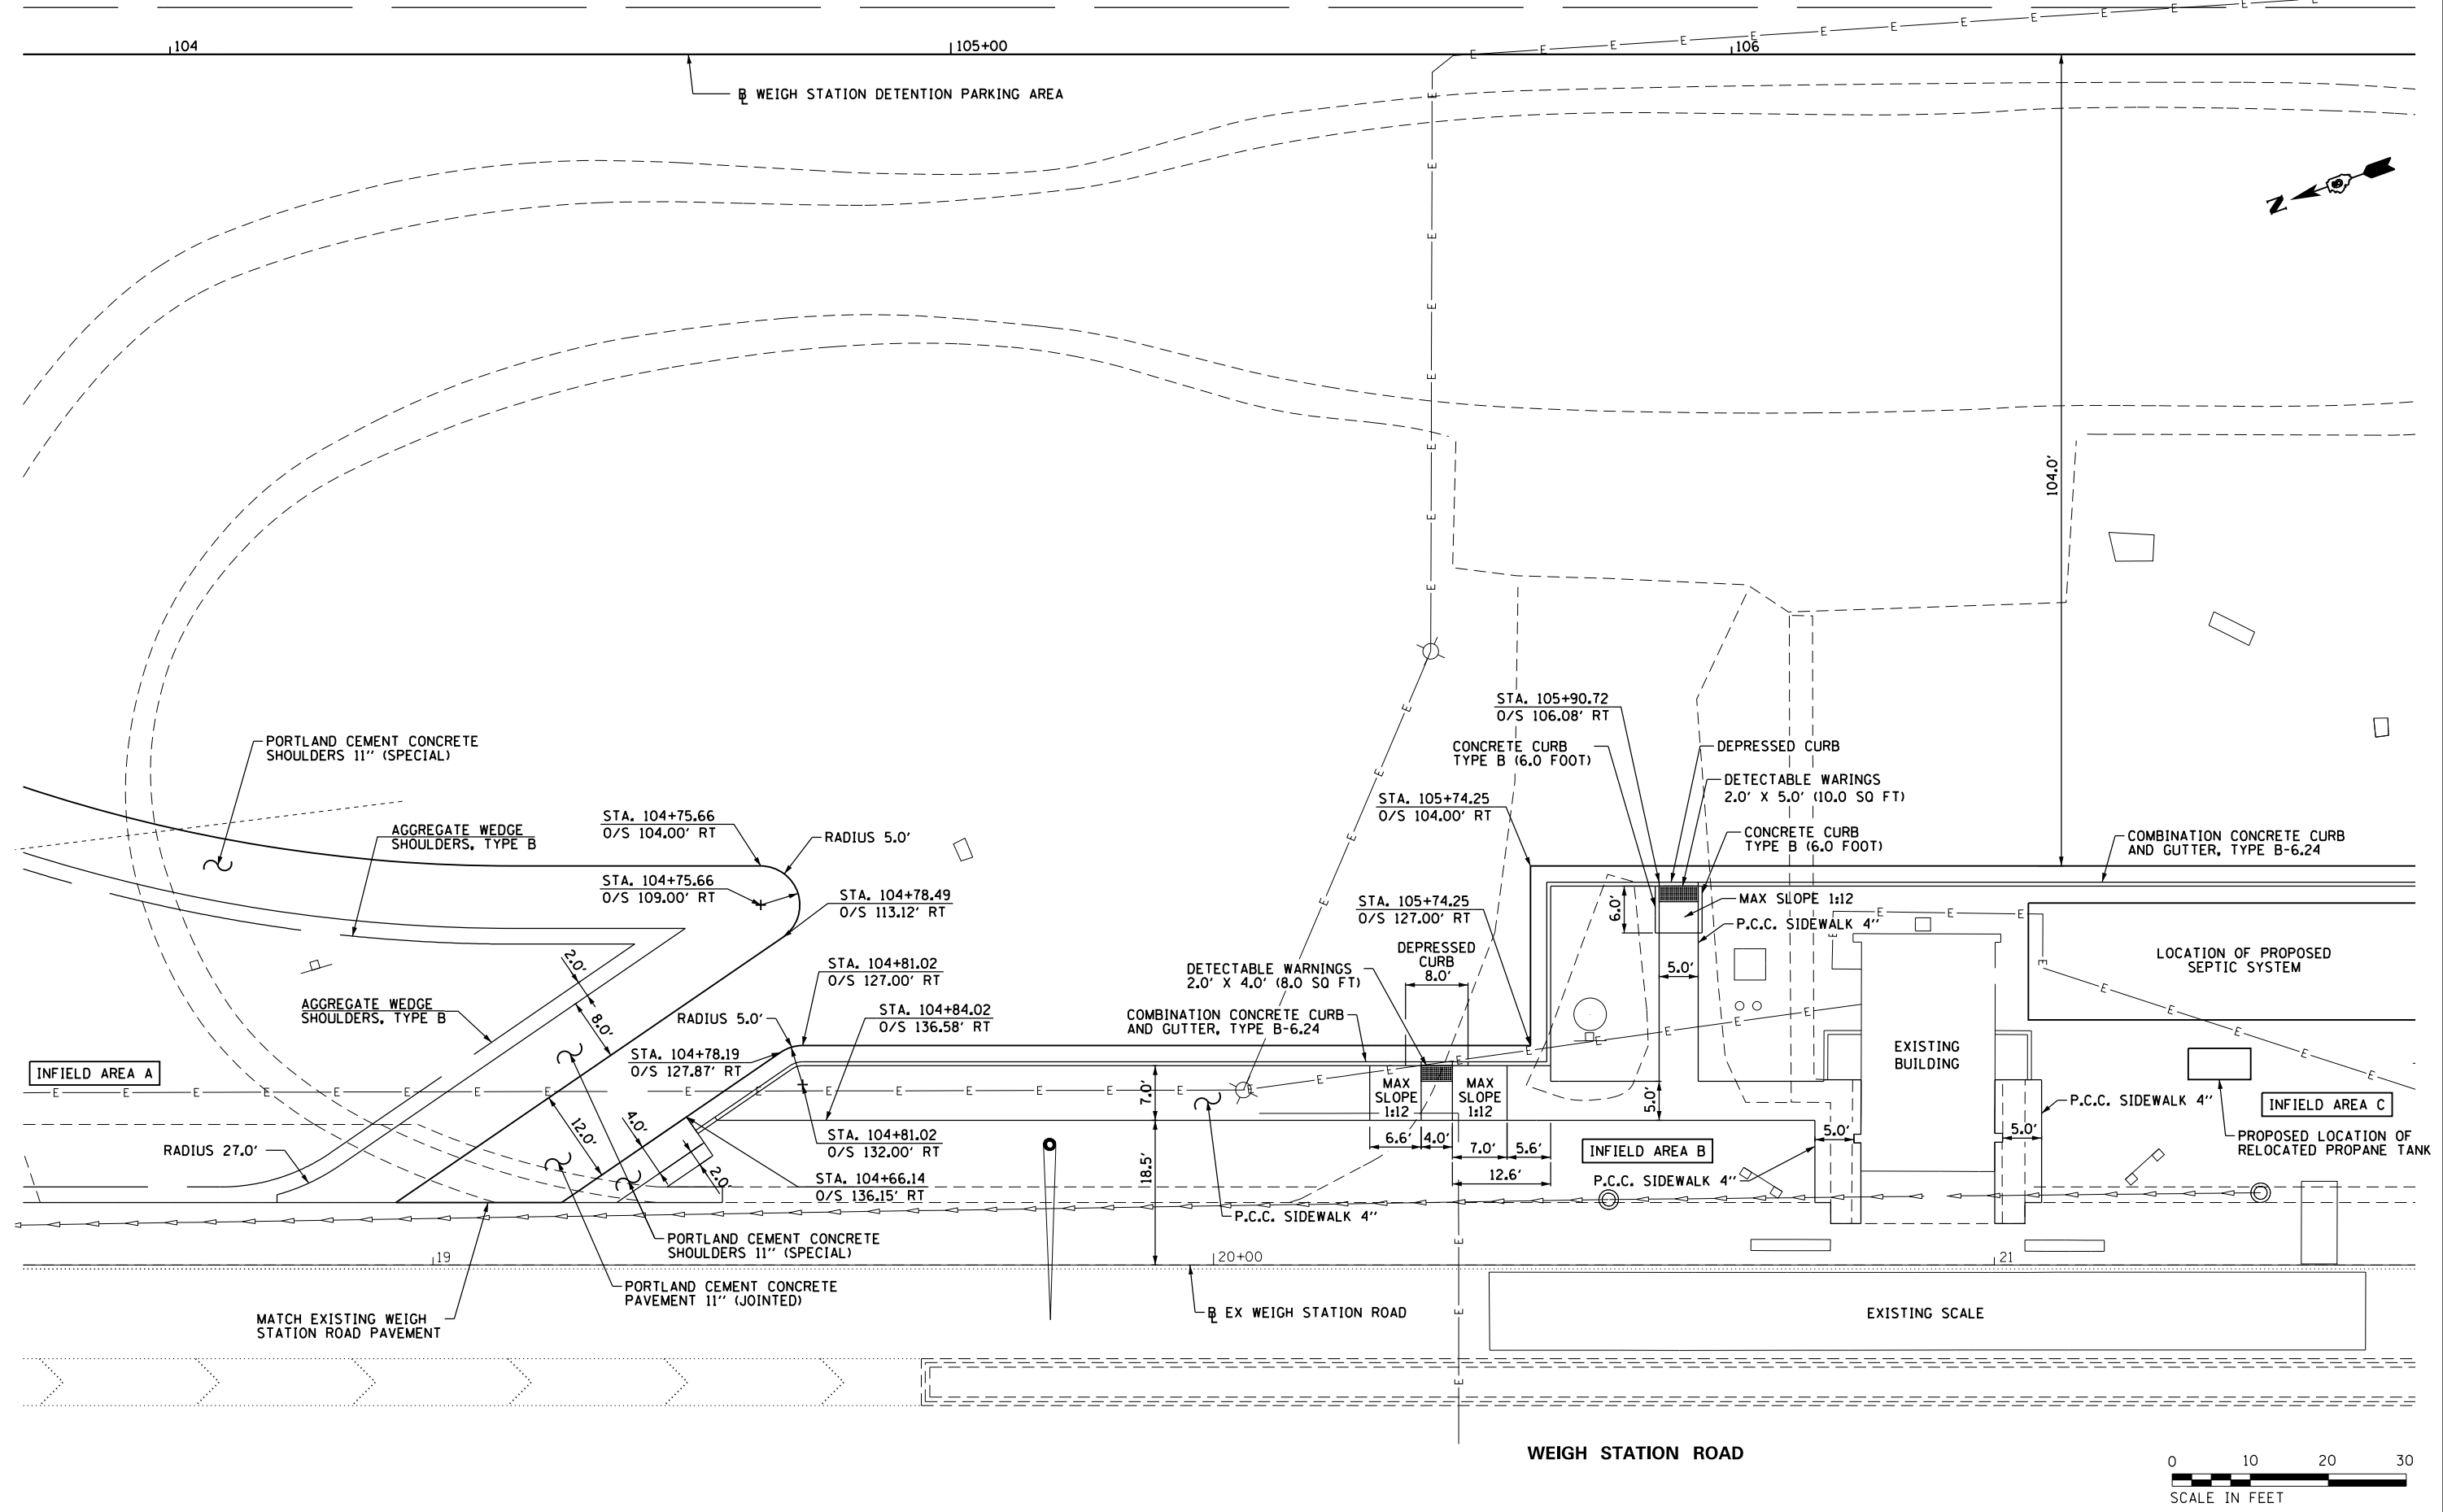 104
105+00
106
E E E E E E E E E E E E E
℄ WEIGH STATION DETENTION PARKING AREA
N
104.0'
STA. 105+90.72
O/S 106.08' RT
PORTLAND CEMENT CONCRETE
SHOULDERS 11" (SPECIAL)
CONCRETE CURB
TYPE B (6.0 FOOT)
DEPRESSED CURB
DETECTABLE WARINGS
2.0' X 5.0' (10.0 SQ FT)
STA. 105+74.25
O/S 104.00' RT
STA. 104+75.66
O/S 104.00' RT
AGGREGATE WEDGE
SHOULDERS, TYPE B
RADIUS 5.0'
CONCRETE CURB
TYPE B (6.0 FOOT)
COMBINATION CONCRETE CURB
AND GUTTER, TYPE B-6.24
STA. 104+75.66
O/S 109.00' RT
STA. 104+78.49
O/S 113.12' RT
STA. 105+74.25
O/S 127.00' RT
6.0'
MAX SLOPE 1:12
P.C.C. SIDEWALK 4"
DEPRESSED
CURB
8.0'
2.0'
STA. 104+81.02
O/S 127.00' RT
DETECTABLE WARNINGS
2.0' X 4.0' (8.0 SQ FT)
5.0'
LOCATION OF PROPOSED
SEPTIC SYSTEM
AGGREGATE WEDGE
SHOULDERS, TYPE B
8.0'
RADIUS 5.0'
STA. 104+84.02
O/S 136.58' RT
COMBINATION CONCRETE CURB
AND GUTTER, TYPE B-6.24
EXISTING
BUILDING
STA. 104+78.19
O/S 127.87' RT
INFIELD AREA A
7.0'
MAX
SLOPE
1:12
MAX
SLOPE
1:12
5.0'
P.C.C. SIDEWALK 4"
INFIELD AREA C
12.0'
4.0'
STA. 104+81.02
O/S 132.00' RT
6.6'
4.0'
7.0'
5.6'
INFIELD AREA B
5.0'
5.0'
PROPOSED LOCATION OF
RELOCATED PROPANE TANK
RADIUS 27.0'
2.0'
18.5'
STA. 104+66.14
O/S 136.15' RT
12.6'
P.C.C. SIDEWALK 4"
P.C.C. SIDEWALK 4"
PORTLAND CEMENT CONCRETE
SHOULDERS 11" (SPECIAL)
19
20+00
21
PORTLAND CEMENT CONCRETE
PAVEMENT 11" (JOINTED)
MATCH EXISTING WEIGH
STATION ROAD PAVEMENT
℄ EX WEIGH STATION ROAD
EXISTING SCALE
WEIGH STATION ROAD
0 10 20 30
SCALE IN FEET